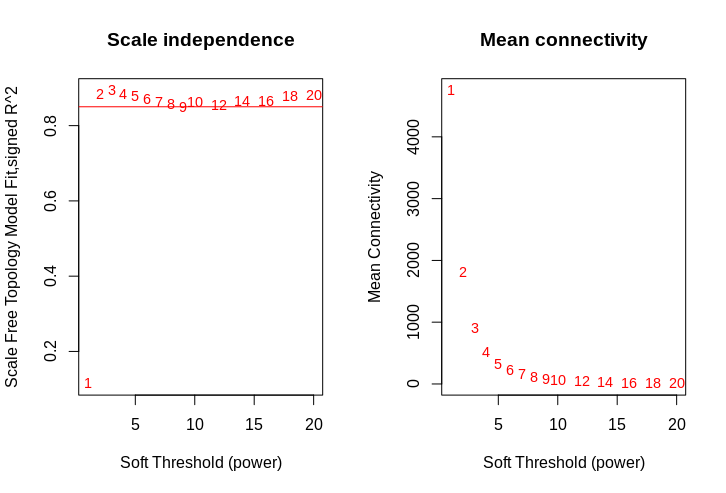 Scale independence
Scale Free Topology Model Fit,signed R^2
0.8
0.6
0.4
0.2
1 2 3 4 5 6 7 8 9 10 12 14 16 18 20
5 10 15 20
Soft Threshold (power)
Mean connectivity
Mean Connectivity
4000
3000
2000
1000
0
1
2
3
4
5 6 7 8 9 10 12 14 16 18 20
5 10 15 20
Soft Threshold (power)